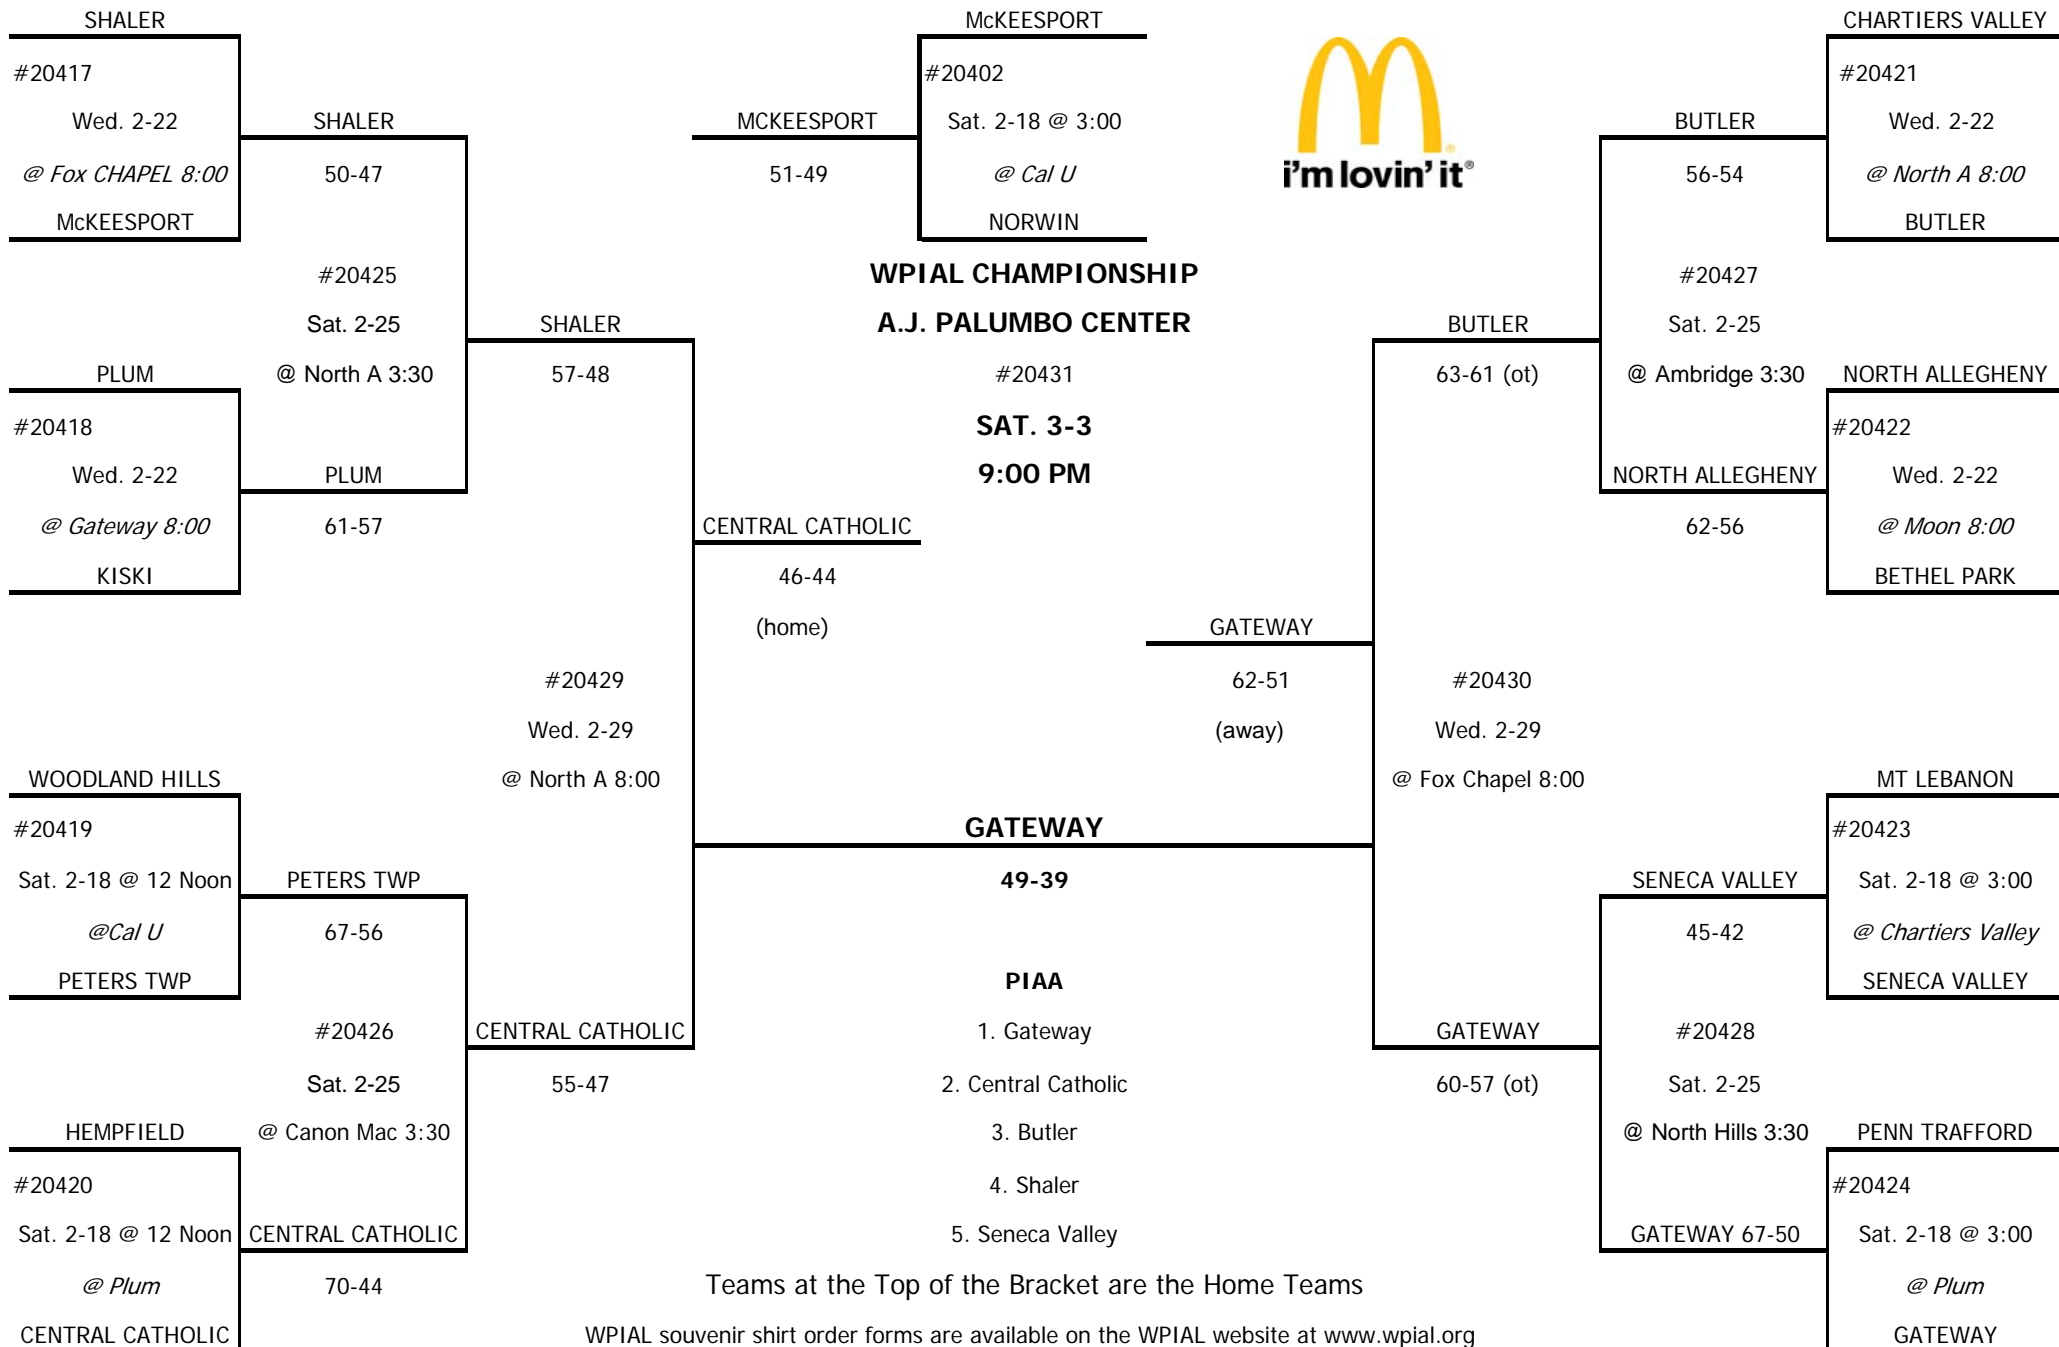 SHALER
#20417
Wed. 2-22
@ Fox CHAPEL 8:00
McKEESPORT
SHALER
50-47
#20425
Sat. 2-25
@ North A 3:30
PLUM
#20418
Wed. 2-22
@ Gateway 8:00
KISKI
PLUM
61-57
SHALER
57-48
#20429
Wed. 2-29
@ North A 8:00
WOODLAND HILLS
#20419
Sat. 2-18 @ 12 Noon
@Cal U
PETERS TWP
PETERS TWP
67-56
#20426
Sat. 2-25
@ Canon Mac 3:30
HEMPFIELD
#20420
Sat. 2-18 @ 12 Noon
@ Plum
CENTRAL CATHOLIC
CENTRAL CATHOLIC
70-44
CENTRAL CATHOLIC
55-47
CENTRAL CATHOLIC
46-44
(home)
McKEESPORT
#20402
Sat. 2-18 @ 3:00
@ Cal U
NORWIN
MCKEESPORT
51-49
i'm lovin' it®
WPIAL CHAMPIONSHIP
A.J. PALUMBO CENTER
#20431
SAT. 3-3
9:00 PM
GATEWAY
49-39
PIAA
1. Gateway
2. Central Catholic
3. Butler
4. Shaler
5. Seneca Valley
Teams at the Top of the Bracket are the Home Teams
WPIAL souvenir shirt order forms are available on the WPIAL website at www.wpial.org
GATEWAY
62-51
(away)
BUTLER
63-61 (ot)
#20430
Wed. 2-29
@ Fox Chapel 8:00
GATEWAY
60-57 (ot)
BUTLER
56-54
#20427
Sat. 2-25
@ Ambridge 3:30
NORTH ALLEGHENY
62-56
SENECA VALLEY
45-42
#20428
Sat. 2-25
@ North Hills 3:30
GATEWAY 67-50
CHARTIERS VALLEY
#20421
Wed. 2-22
@ North A 8:00
BUTLER
NORTH ALLEGHENY
#20422
Wed. 2-22
@ Moon 8:00
BETHEL PARK
MT LEBANON
#20423
Sat. 2-18 @ 3:00
@ Chartiers Valley
SENECA VALLEY
PENN TRAFFORD
#20424
Sat. 2-18 @ 3:00
@ Plum
GATEWAY